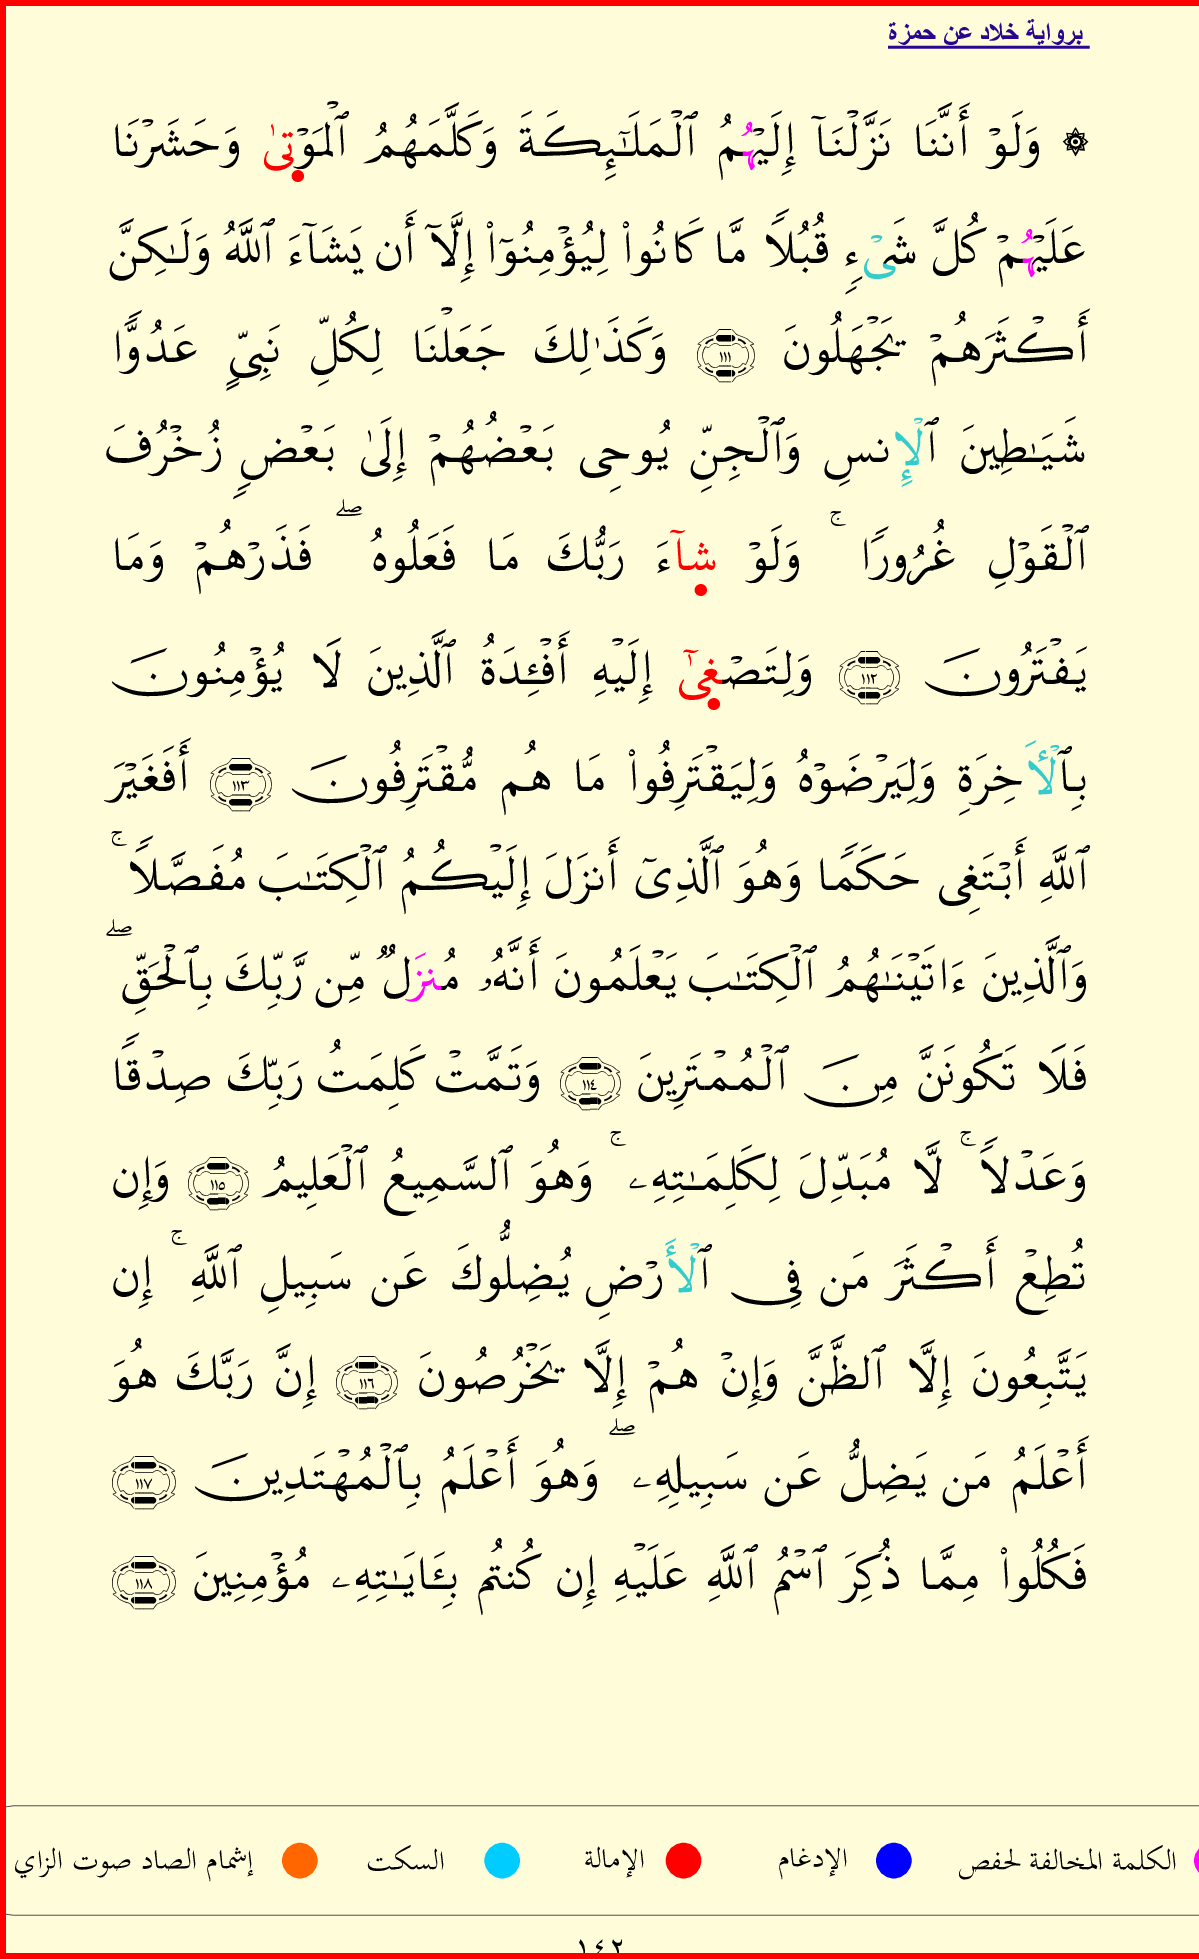 برواية خلاد عن حمزة
۞ وَلَوۡ أَنَّنَا نَزَّلۡنَآ إِلَيۡهُمُ ٱلۡمَلَٰٓئِكَةَ وَكَلَّمَهُمُ ٱلۡمَوۡتىٰ وَحَشَرۡنَا
عَلَيۡهُمۡ كُلَّ شَيۡءٖ قُبُلٗا مَّا كَانُواْ لِيُؤۡمِنُوٓاْ إِلَّآ أَن يَشَآءَ ٱللَّهُ وَلَٰكِنَّ
أَكۡثَرَهُمۡ يَجۡهَلُونَ ١١١ وَكَذَٰلِكَ جَعَلۡنَا لِكُلِّ نَبِيٍّ عَدُوّٗا
شَيَٰطِينَ ٱلۡإِنسِ وَٱلۡجِنِّ يُوحِي بَعۡضُهُمۡ إِلَىٰ بَعۡضٖ زُخۡرُفَ
ٱلۡقَوۡلِ غُرُورٗاۚ وَلَوۡ شآءَ رَبُّكَ مَا فَعَلُوهُۖ فَذَرۡهُمۡ وَمَا
يَفۡتَرُونَ ١١٢ وَلِتَصۡغىٰٓ إِلَيۡهِ أَفۡـِٔدَةُ ٱلَّذِينَ لَا يُؤۡمِنُونَ
بِٱلۡأٓخِرَةِ وَلِيَرۡضَوۡهُ وَلِيَقۡتَرِفُواْ مَا هُم مُّقۡتَرِفُونَ ١١٣ أَفَغَيۡرَ
ٱللَّهِ أَبۡتَغِي حَكَمٗا وَهُوَ ٱلَّذِيٓ أَنزَلَ إِلَيۡكُمُ ٱلۡكِتَٰبَ مُفَصَّلٗاۚ
وَٱلَّذِينَ ءَاتَيۡنَٰهُمُ ٱلۡكِتَٰبَ يَعۡلَمُونَ أَنَّهُۥ مُنزَلٞ مِّن رَّبِّكَ بِٱلۡحَقِّۖ
فَلَا تَكُونَنَّ مِنَ ٱلۡمُمۡتَرِينَ ١١٤ وَتَمَّتۡ كَلِمَتُ رَبِّكَ صِدۡقٗا
وَعَدۡلٗاۚ لَّا مُبَدِّلَ لِكَلِمَٰتِهِۦۚ وَهُوَ ٱلسَّمِيعُ ٱلۡعَلِيمُ ١١٥ وَإِن
تُطِعۡ أَكۡثَرَ مَن فِي ٱلۡأَرۡضِ يُضِلُّوكَ عَن سَبِيلِ ٱللَّهِۚ إِن
يَتَّبِعُونَ إِلَّا ٱلظَّنَّ وَإِنۡ هُمۡ إِلَّا يَخۡرُصُونَ ١١٦ إِنَّ رَبَّكَ هُوَ
أَعۡلَمُ مَن يَضِلُّ عَن سَبِيلِهِۦۖ وَهُوَ أَعۡلَمُ بِٱلۡمُهۡتَدِينَ ١١٧
فَكُلُواْ مِمَّا ذُكِرَ ٱسۡمُ ٱللَّهِ عَلَيۡهِ إِن كُنتُم بِـَٔايَٰتِهِۦ مُؤۡمِنِينَ ١١٨
الكلمة المخالفة لحفص الإدغام الإمالة السكت إشمام الصاد صوت الزاي
١٤٢